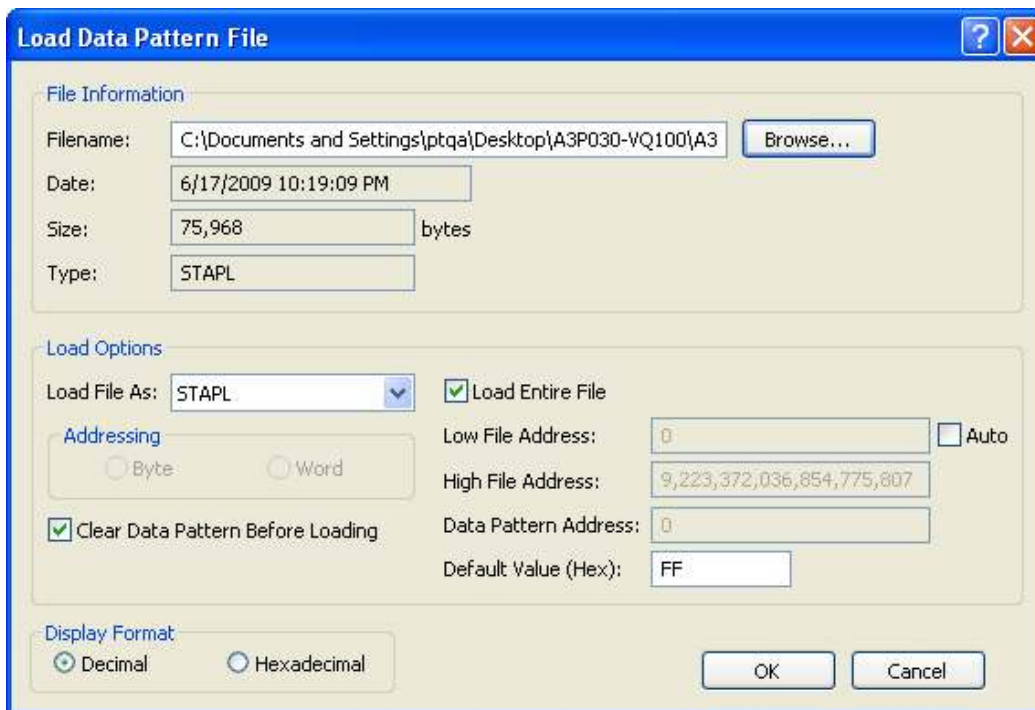 Load Data Pattern File
File Information
Filename: C:\Documents and Settings\ptqa\Desktop\A3P030-VQ100\A3 Browse...
Date: 6/17/2009 10:19:09 PM
Size: 75,968 bytes
Type: STAPL
Load Options
Load File As: STAPL
Addressing
Byte Word
Clear Data Pattern Before Loading
Load Entire File
Low File Address: 0 Auto
High File Address: 9,223,372,036,854,775,807
Data Pattern Address: 0
Default Value (Hex): FF
Display Format
Decimal Hexadecimal
OK Cancel